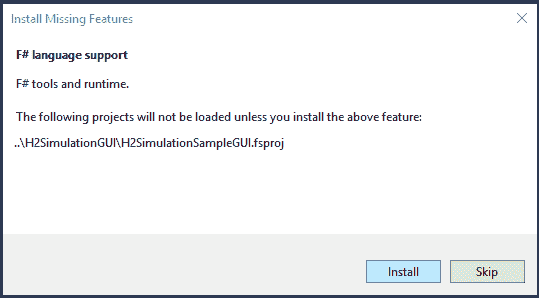 Install Missing Features
F# language support
F# tools and runtime.
The following projects will not be loaded unless you install the above feature:
..\H2SimulationGUI\H2SimulationSampleGUI.fsproj
Install Skip